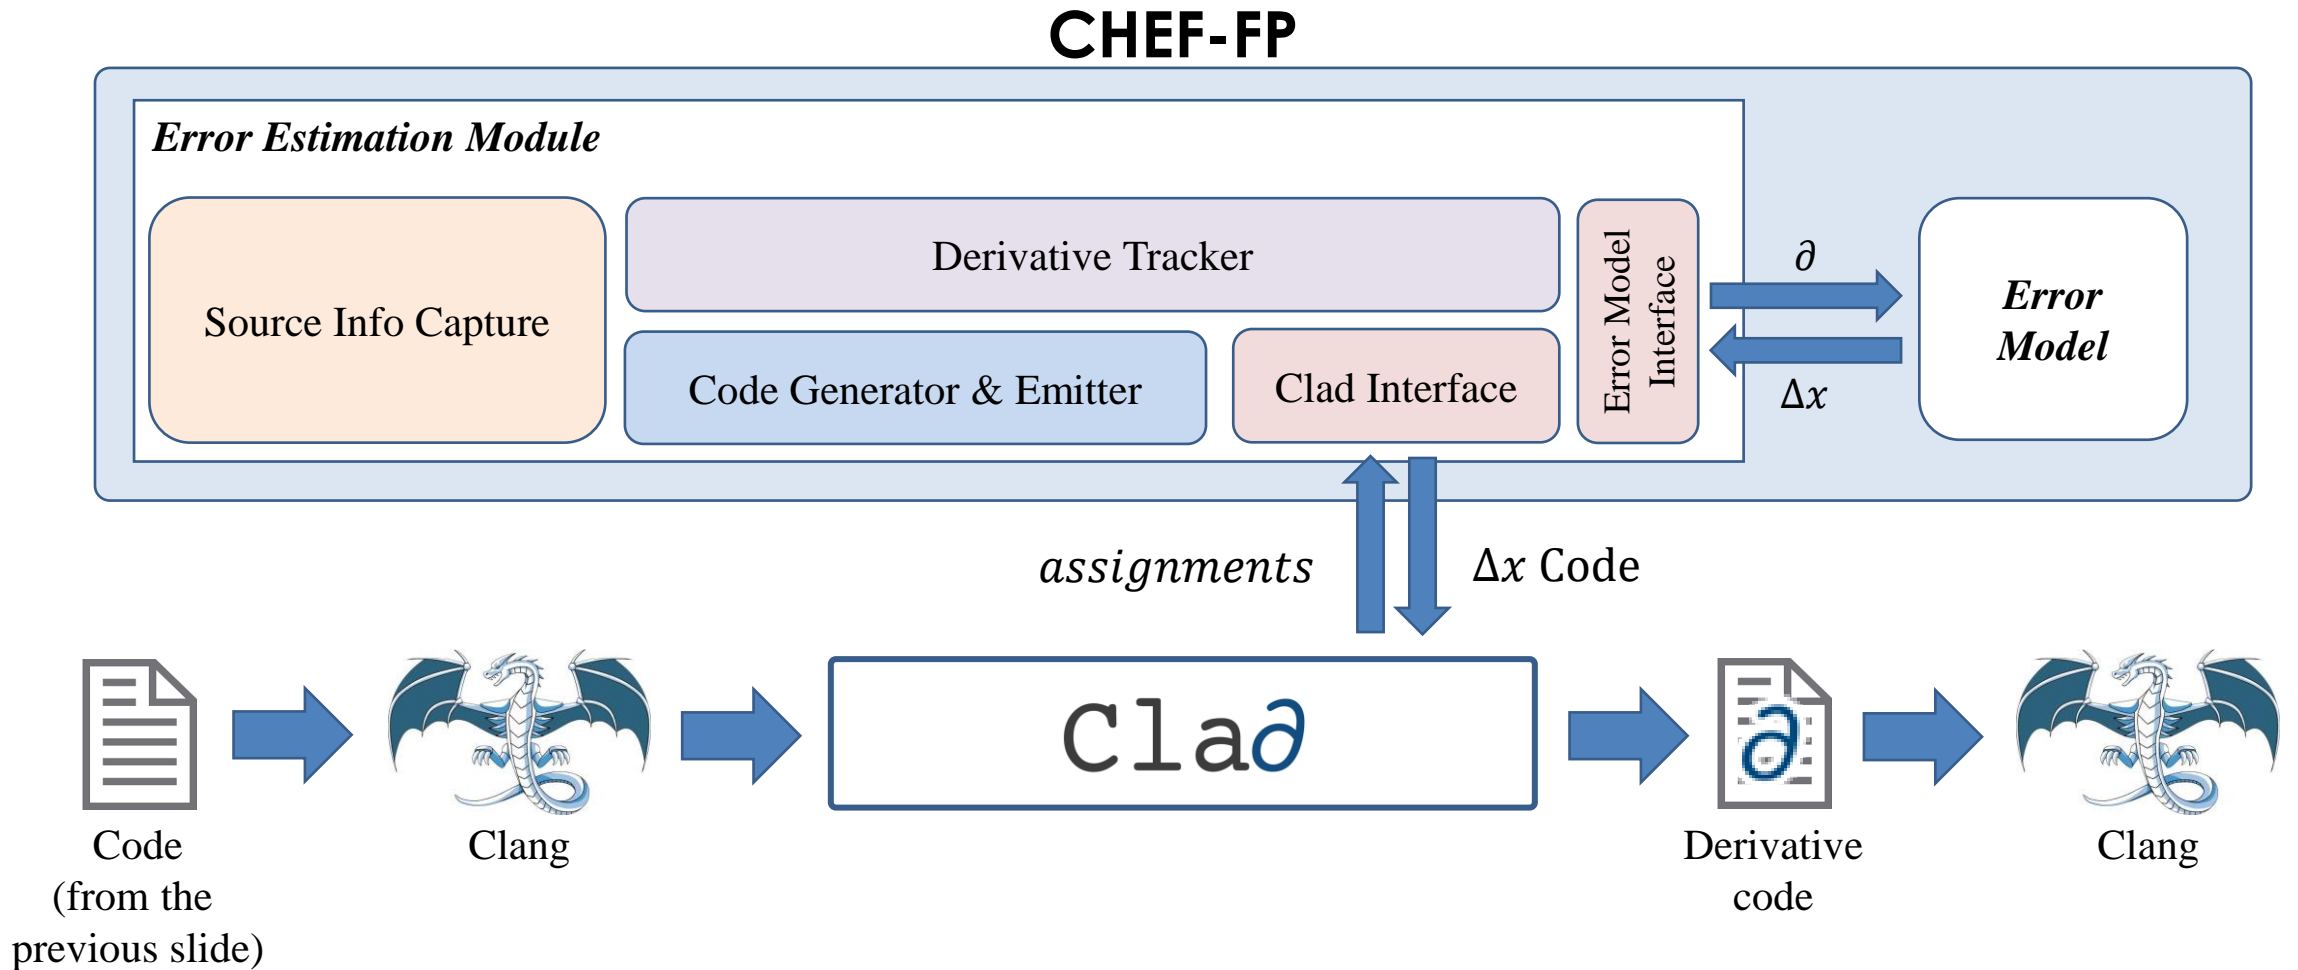 CHEF-FP
Error Estimation Module
Source Info Capture
Derivative Tracker
Code Generator & Emitter
Clad Interface
Error Model
Interface
∂
Δx
Error
Model
assignments
Δx Code
Cla∂
∂
Code
(from the
previous slide)
Clang
Derivative
code
Clang